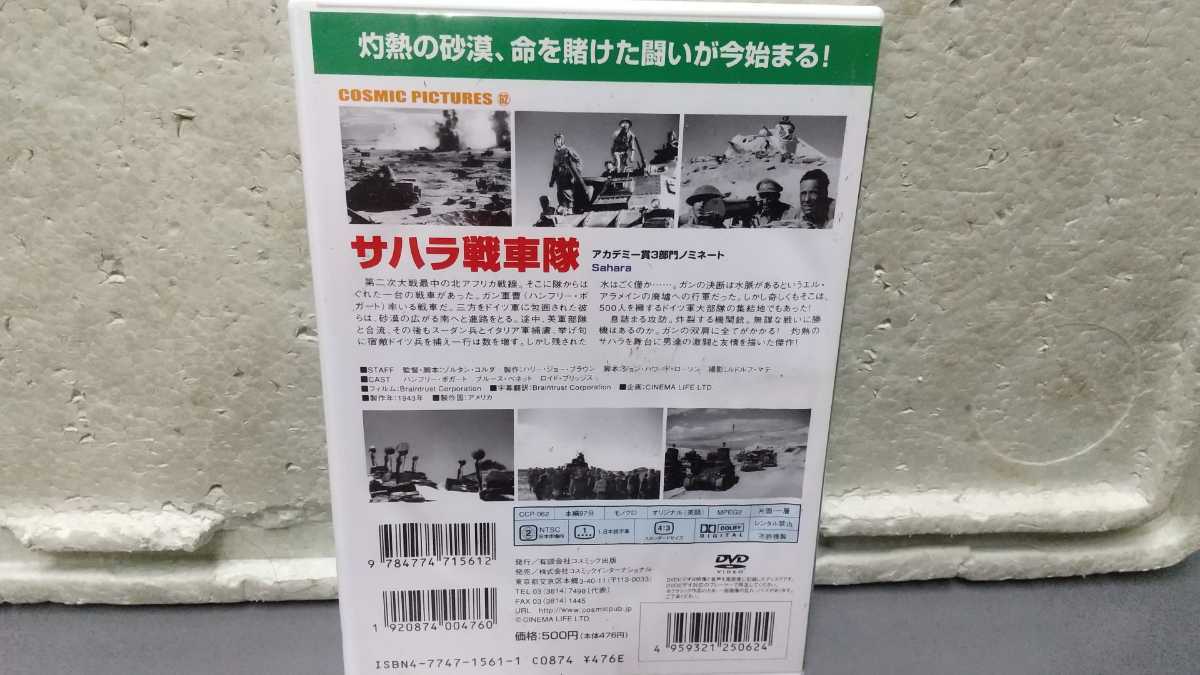 灼熱の砂漠、命を賭けた闘いが今始まる!
COSMIC PICTURES 62
サハラ戦車隊
アカデミー賞3部門ノミネート
Sahara
第二次大戦最中の北アフリカ戦線。そこに隊からは
ぐれた一台の戦車があった。ガン軍曹(ハンフリー・ボ
ガート)率いる戦車だ。三方をドイツ軍に包囲された彼
らは、砂漠の広がる南へと進路をとる。途中、英軍部隊
と合流、その後もスーダン兵とイタリア軍捕虜、挙げ句
に宿敵ドイツ兵を捕え一行は数を増す。しかし残された
水はごく僅か……。ガンの決断は水脈があるというエル・
アラメインの廃墟への行軍だった。しかし奇しくもそこは、
500人を擁するドイツ軍大部隊の集結地でもあった!
息詰まる攻防。炸裂する機関銃。無謀な戦いに勝
機はあるのか。ガンの双肩に全てがかかる! 灼熱の
サハラを舞台に男達の激闘と友情を描いた傑作!
■STAFF 監督・脚本:ゾルタン・コルダ 製作:ハリー・ジョー・ブラウン 脚本:ジョン・ハワード・ローソン 撮影:ルドルフ・マテ
■CAST ハンフリー・ボガート ブルース・ベネット ロイド・ブリッジス
■フィルム:Braintrust Corporation ■字幕翻訳:Braintrust Corporation ■企画:CINEMA LIFE LTD
■製作年:1943年 ■製作国:アメリカ
CCP-062 本編97分 モノクロ オリジナル(英語) MPEG2 片面・一層
2 NTSC 日本市場向 1 1.日本語字幕 4:3 スタンダードサイズ DOLBY DIGITAL レンタル禁止 不許複製
9 784774 715612
発行/有限会社コスミック出版
発売/株式会社コスミックインターナショナル
東京都文京区本郷3-40-11(〒113-0033)
TEL 03(3814)7498[代表]
FAX 03(3814)1445
URL http://www.cosmicpub.jp
© CINEMA LIFE LTD
DVD VIDEO
1 920874 004760
価格:500円(本体476円)
4 959321 250624
ISBN4-7747-1561-1 C0874 ¥476E